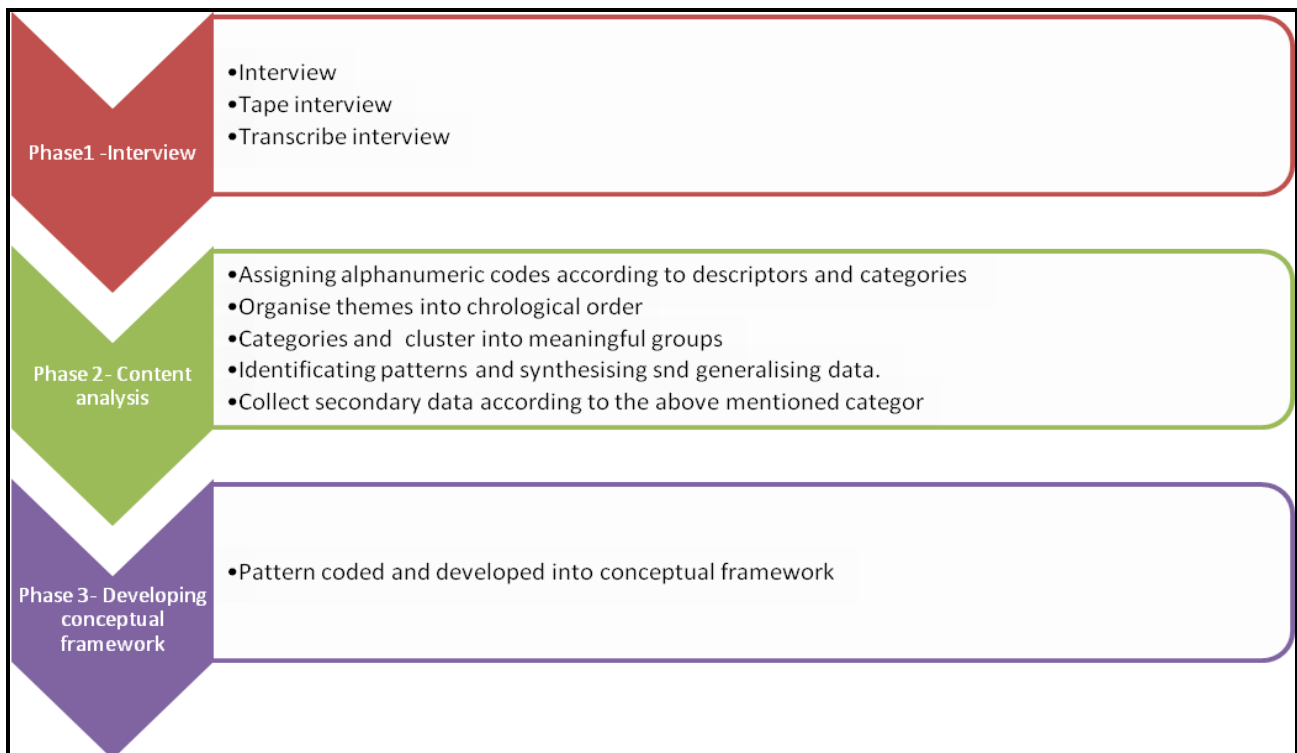 Phase1 -Interview
•Interview
•Tape interview
•Transcribe interview
Phase 2- Content
analysis
•Assigning alphanumeric codes according to descriptors and categories
•Organise themes into chrological order
•Categories and cluster into meaningful groups
•Identificating patterns and synthesising snd generalising data.
•Collect secondary data according to the above mentioned categor
Phase 3- Developing
conceptual
framework
•Pattern coded and developed into conceptual framework